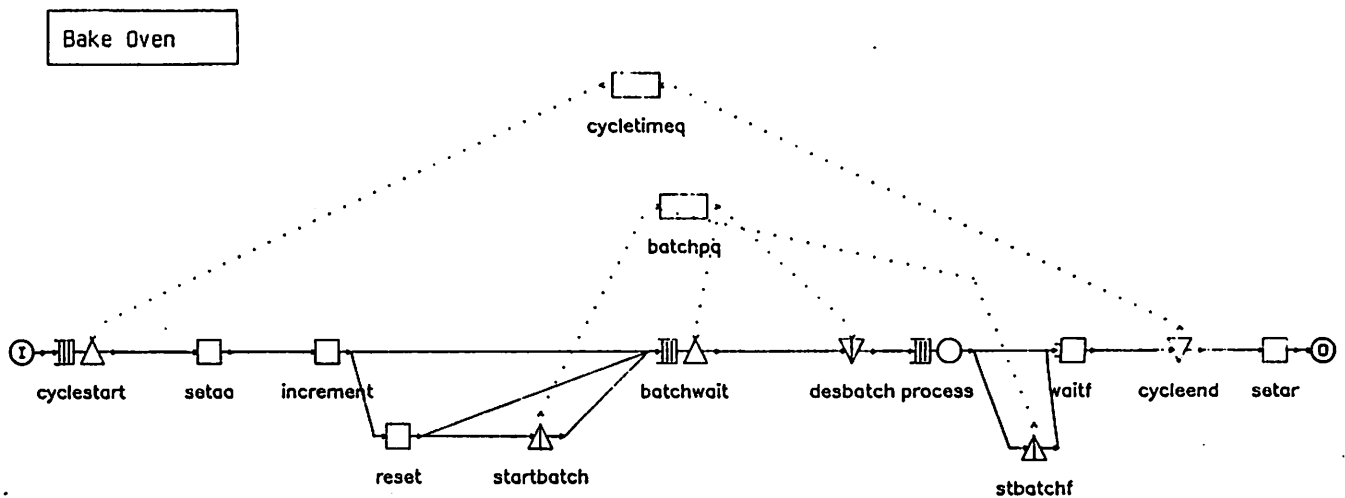 Bake Oven
cycletimeq
batchpq
I
O
cyclestart setaa increment batchwait desbatch process waitf cycleend setar
reset startbatch
stbatchf